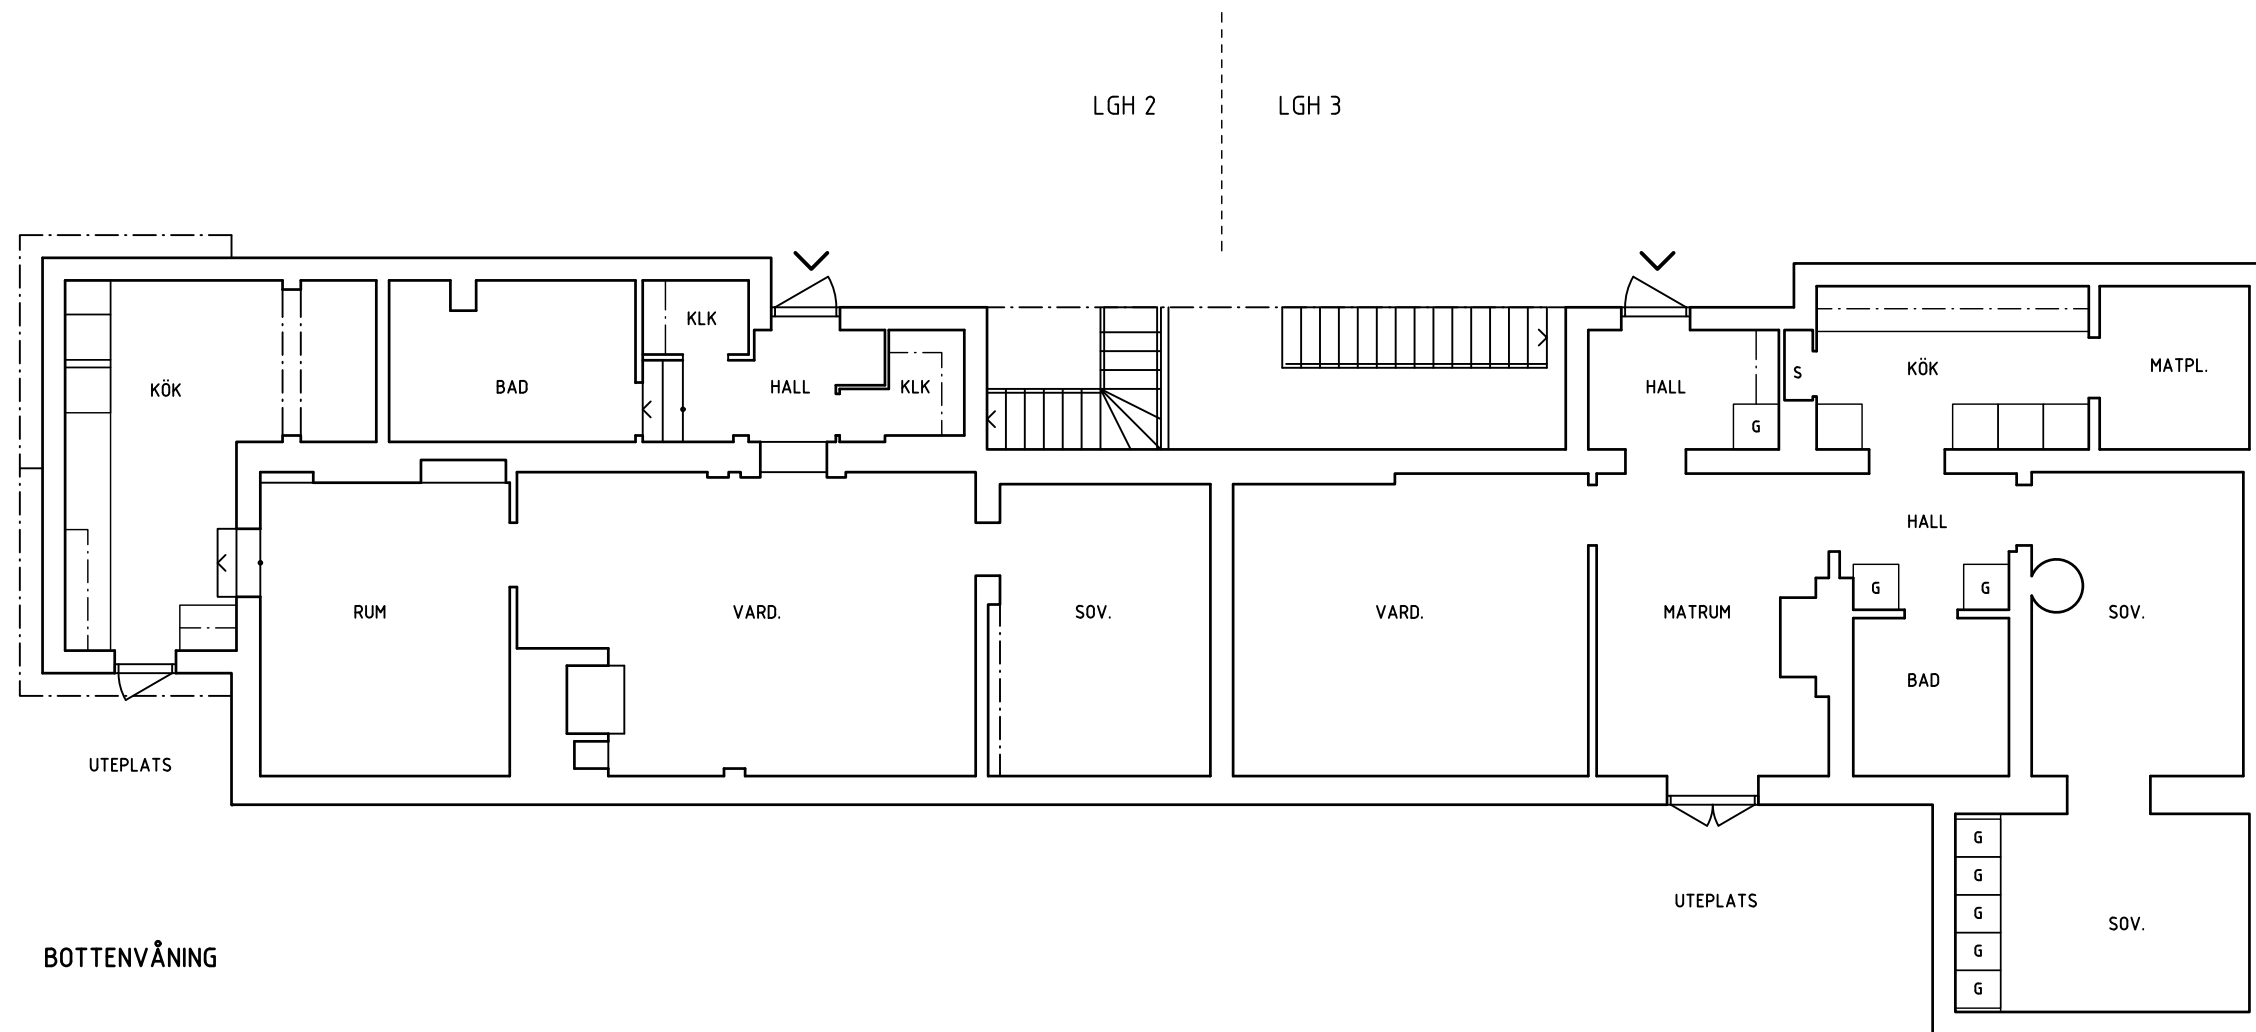 LGH 2
LGH 3
KLK
KÖK
BAD
HALL
KLK
HALL
S
KÖK
MATPL.
G
HALL
RUM
VARD.
SOV.
VARD.
MATRUM
G
G
SOV.
BAD
UTEPLATS
G
G
UTEPLATS
G
SOV.
BOTTENVÅNING
G
G